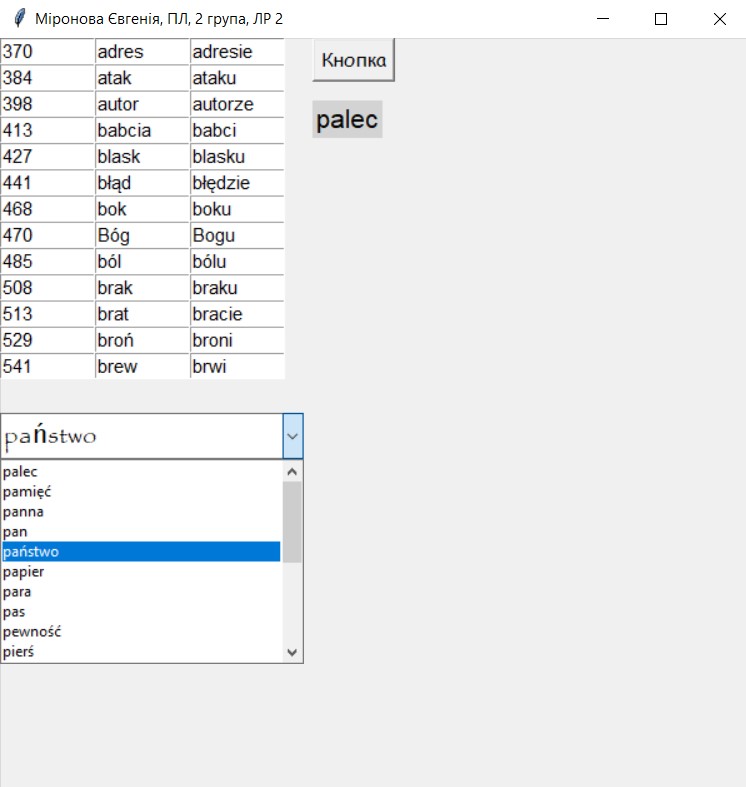 Міронова Євгенія, ПЛ, 2 група, ЛР 2
370 adres adresie
384 atak ataku
398 autor autorze
413 babcia babci
427 blask blasku
441 błąd błędzie
468 bok boku
470 Bóg Bogu
485 ból bólu
508 brak braku
513 brat bracie
529 broń broni
541 brew brwi
Кнопка
palec
państwo
palec
pamięć
panna
pan
państwo
papier
para
pas
pewność
pierś